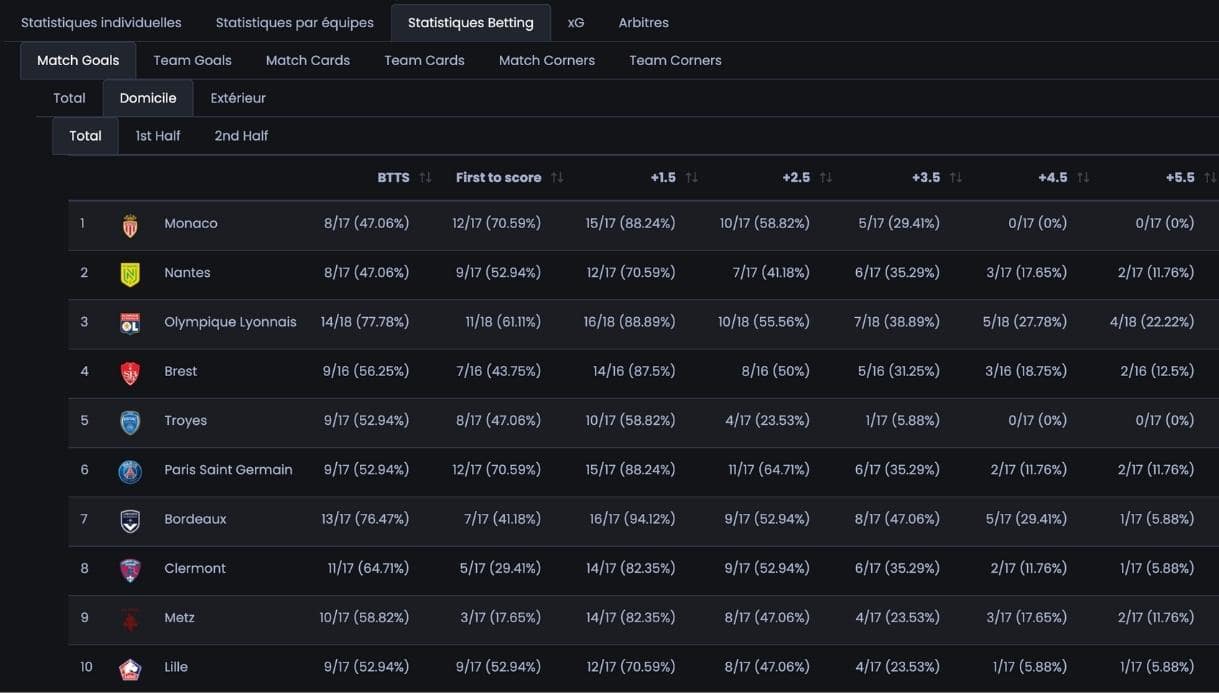 Statistiques individuelles Statistiques par équipes Statistiques Betting xG Arbitres
Match Goals Team Goals Match Cards Team Cards Match Corners Team Corners
Total Domicile Extérieur
Total 1st Half 2nd Half
BTTS First to score +1.5 +2.5 +3.5 +4.5 +5.5
1 Monaco 8/17 (47.06%) 12/17 (70.59%) 15/17 (88.24%) 10/17 (58.82%) 5/17 (29.41%) 0/17 (0%) 0/17 (0%)
2 Nantes 8/17 (47.06%) 9/17 (52.94%) 12/17 (70.59%) 7/17 (41.18%) 6/17 (35.29%) 3/17 (17.65%) 2/17 (11.76%)
3 Olympique Lyonnais 14/18 (77.78%) 11/18 (61.11%) 16/18 (88.89%) 10/18 (55.56%) 7/18 (38.89%) 5/18 (27.78%) 4/18 (22.22%)
4 Brest 9/16 (56.25%) 7/16 (43.75%) 14/16 (87.5%) 8/16 (50%) 5/16 (31.25%) 3/16 (18.75%) 2/16 (12.5%)
5 Troyes 9/17 (52.94%) 8/17 (47.06%) 10/17 (58.82%) 4/17 (23.53%) 1/17 (5.88%) 0/17 (0%) 0/17 (0%)
6 Paris Saint Germain 9/17 (52.94%) 12/17 (70.59%) 15/17 (88.24%) 11/17 (64.71%) 6/17 (35.29%) 2/17 (11.76%) 2/17 (11.76%)
7 Bordeaux 13/17 (76.47%) 7/17 (41.18%) 16/17 (94.12%) 9/17 (52.94%) 8/17 (47.06%) 5/17 (29.41%) 1/17 (5.88%)
8 Clermont 11/17 (64.71%) 5/17 (29.41%) 14/17 (82.35%) 9/17 (52.94%) 6/17 (35.29%) 2/17 (11.76%) 1/17 (5.88%)
9 Metz 10/17 (58.82%) 3/17 (17.65%) 14/17 (82.35%) 8/17 (47.06%) 4/17 (23.53%) 3/17 (17.65%) 2/17 (11.76%)
10 Lille 9/17 (52.94%) 9/17 (52.94%) 12/17 (70.59%) 8/17 (47.06%) 4/17 (23.53%) 1/17 (5.88%) 1/17 (5.88%)